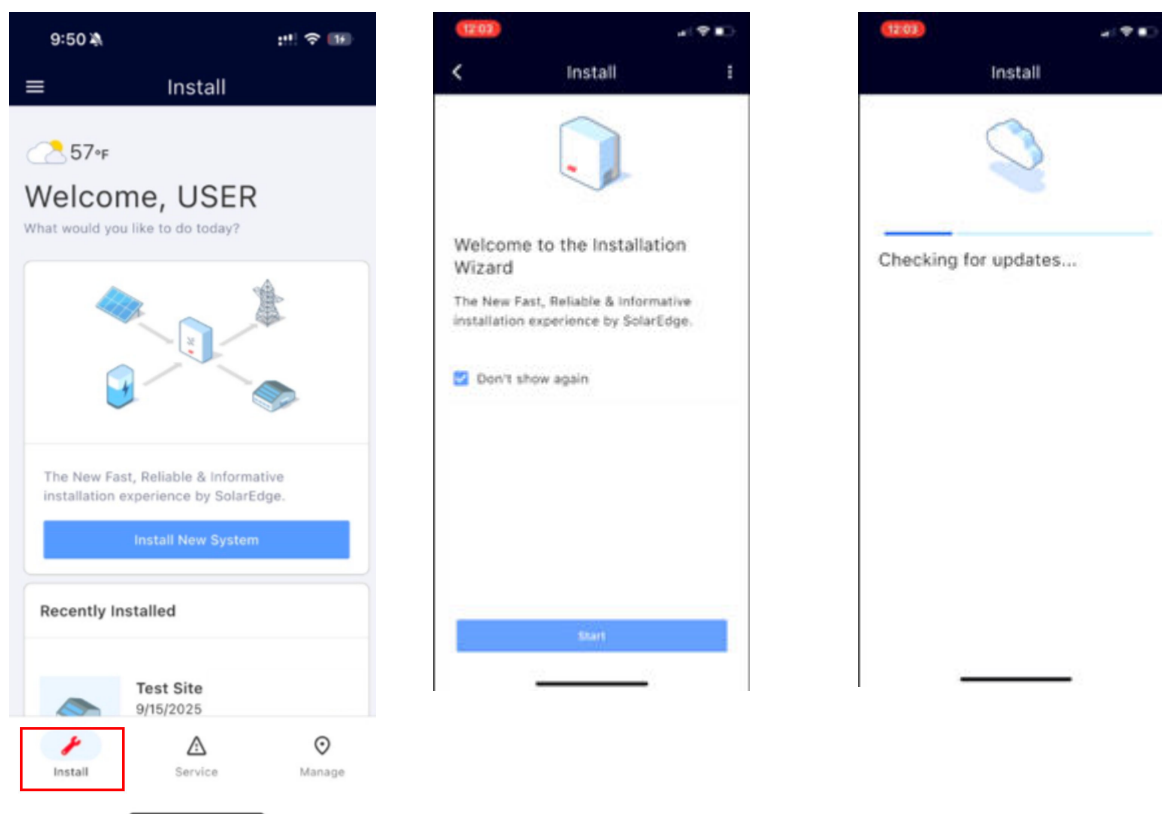 9:50
Install
57°F
Welcome, USER
What would you like to do today?
The New Fast, Reliable & Informative
installation experience by SolarEdge.
Install New System
Recently Installed
Test Site
9/15/2025
Install
Service
Manage
12:03
Install
Welcome to the Installation
Wizard
The New Fast, Reliable & Informative
installation experience by SolarEdge.
Don't show again
Start
12:03
Install
Checking for updates...